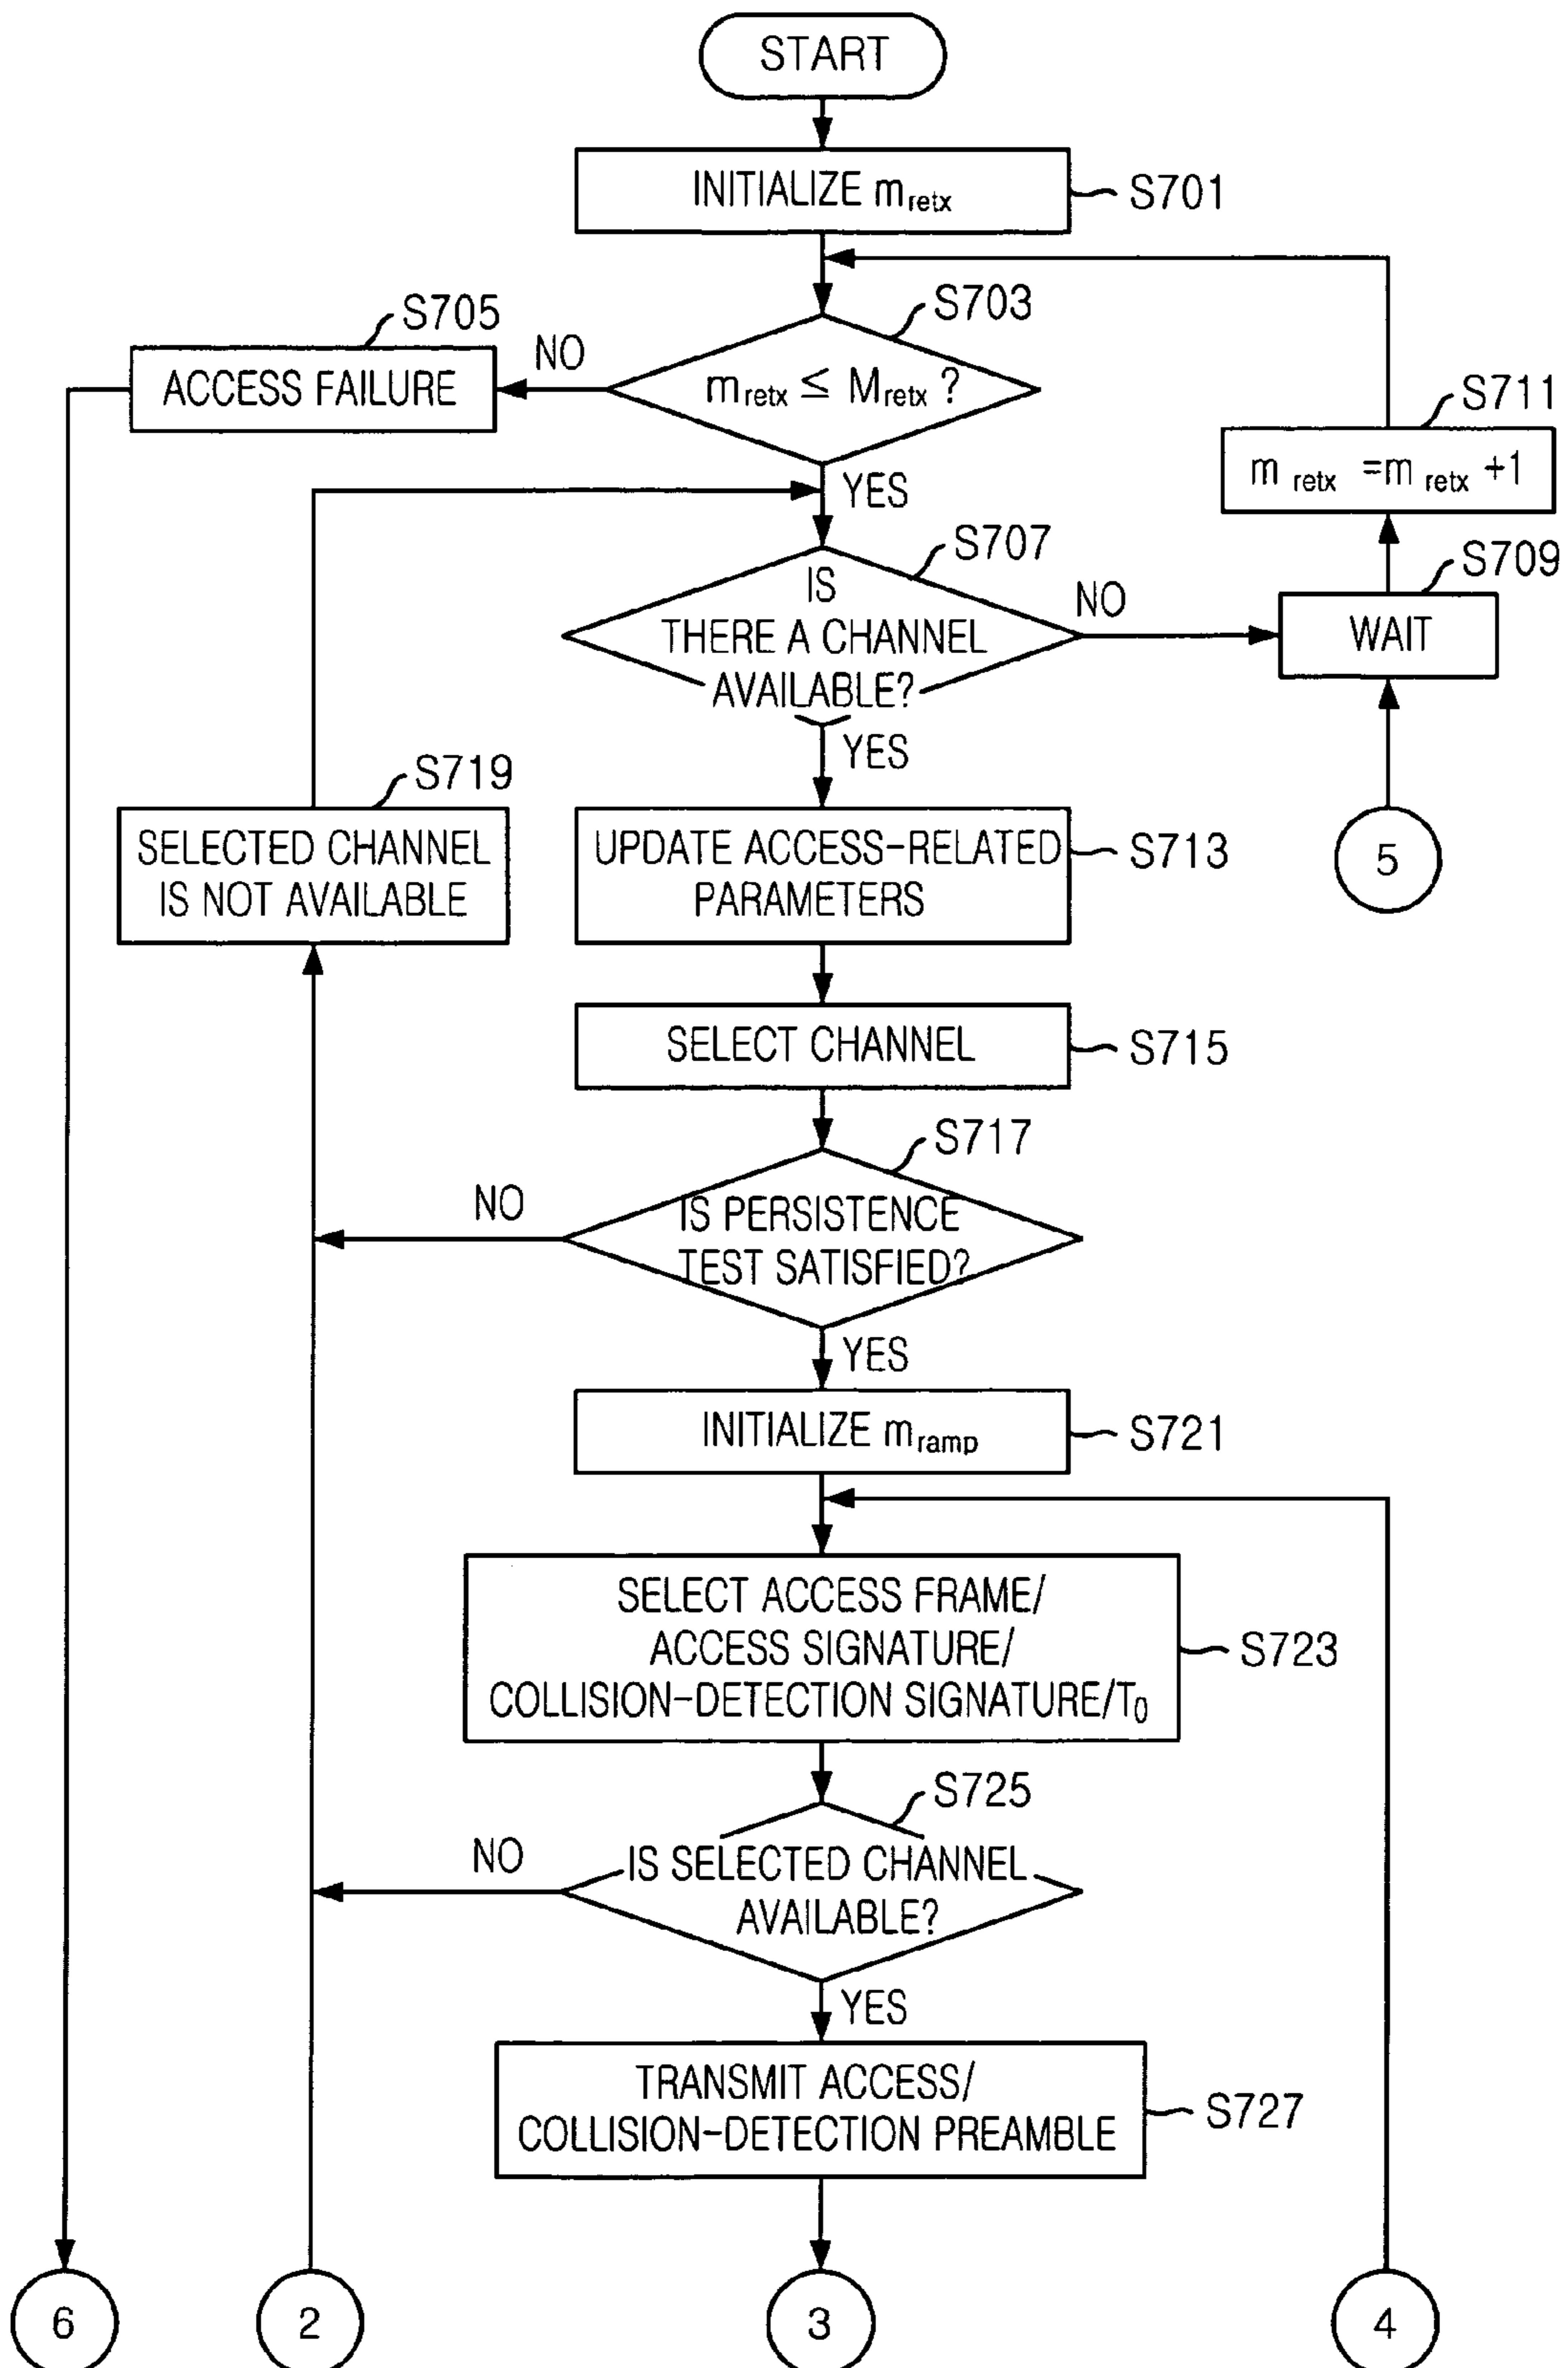 START
INITIALIZE m_retx
S701
S703
S705
NO
m_retx ≤ M_retx ?
ACCESS FAILURE
S711
m_retx =m_retx +1
YES
S707
S709
IS
THERE A CHANNEL
AVAILABLE?
NO
WAIT
YES
S719
SELECTED CHANNEL
IS NOT AVAILABLE
UPDATE ACCESS-RELATED
PARAMETERS
S713
5
SELECT CHANNEL
S715
S717
NO
IS PERSISTENCE
TEST SATISFIED?
YES
INITIALIZE m_ramp
S721
SELECT ACCESS FRAME/
ACCESS SIGNATURE/
COLLISION-DETECTION SIGNATURE/T₀
S723
S725
NO
IS SELECTED CHANNEL
AVAILABLE?
YES
TRANSMIT ACCESS/
COLLISION-DETECTION PREAMBLE
S727
6
2
3
4